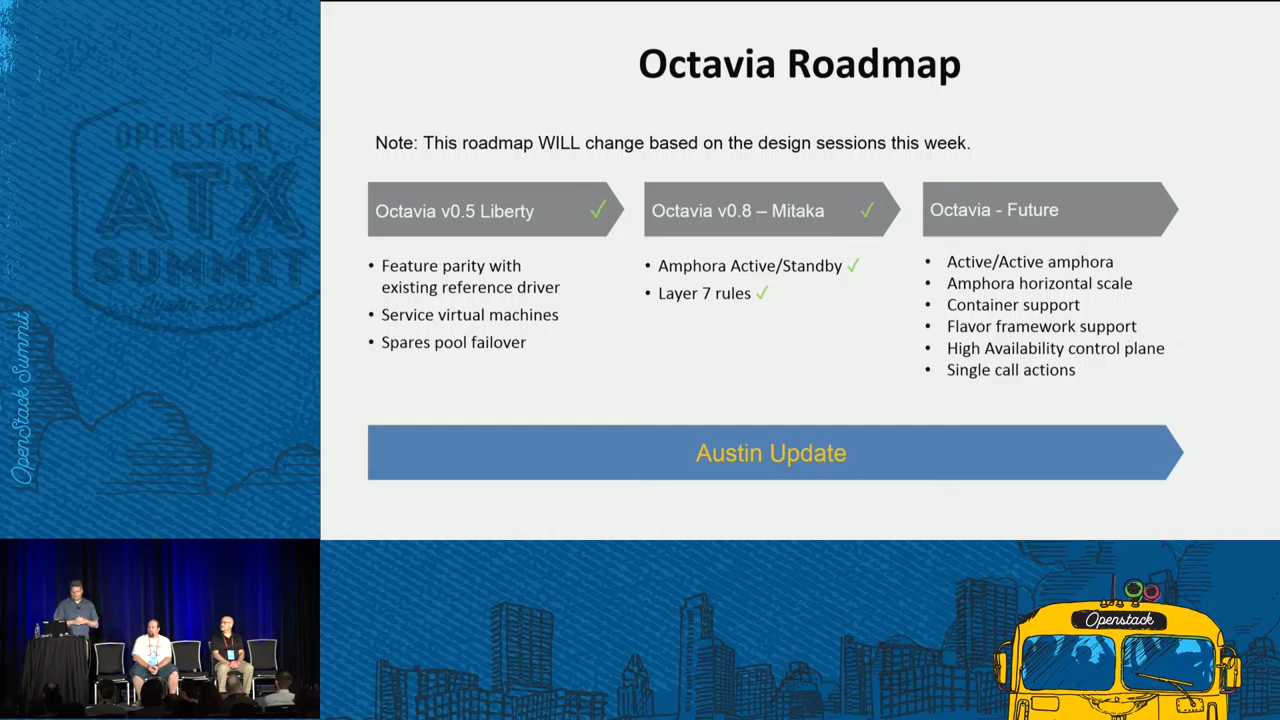 Octavia Roadmap
Note: This roadmap WILL change based on the design sessions this week.
Octavia v0.5 Liberty ✓
• Feature parity with
existing reference driver
• Service virtual machines
• Spares pool failover
Octavia v0.8 – Mitaka ✓
• Amphora Active/Standby ✓
• Layer 7 rules ✓
Octavia - Future
• Active/Active amphora
• Amphora horizontal scale
• Container support
• Flavor framework support
• High Availability control plane
• Single call actions
Austin Update
OPENSTACK
ATX
SUMMIT
OpenStack Summit
Openstack